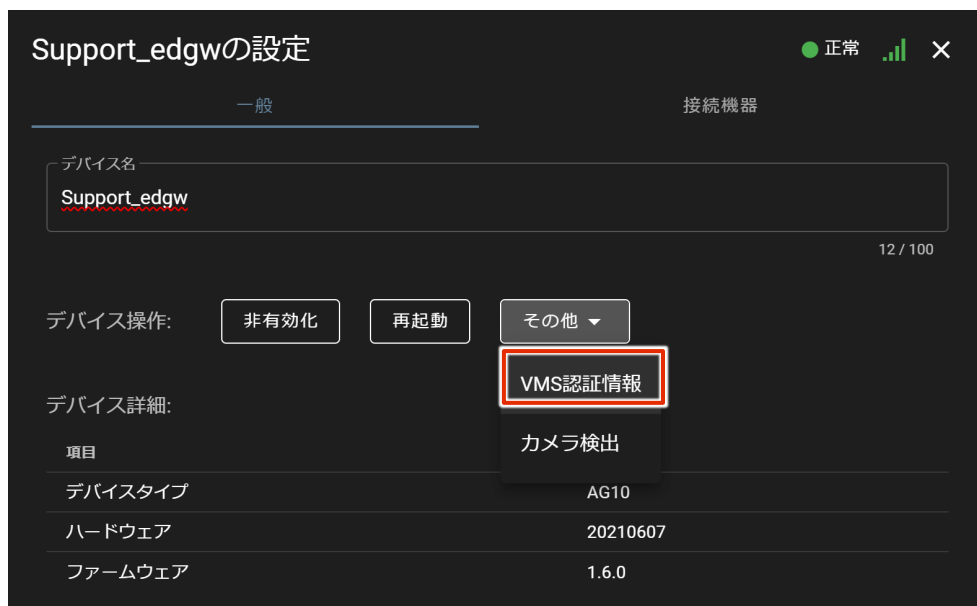 Support_edgwの設定
正常
一般
接続機器
デバイス名
Support_edgw
12 / 100
デバイス操作:
非有効化
再起動
その他
VMS認証情報
カメラ検出
デバイス詳細:
項目
デバイスタイプ
AG10
ハードウェア
20210607
ファームウェア
1.6.0